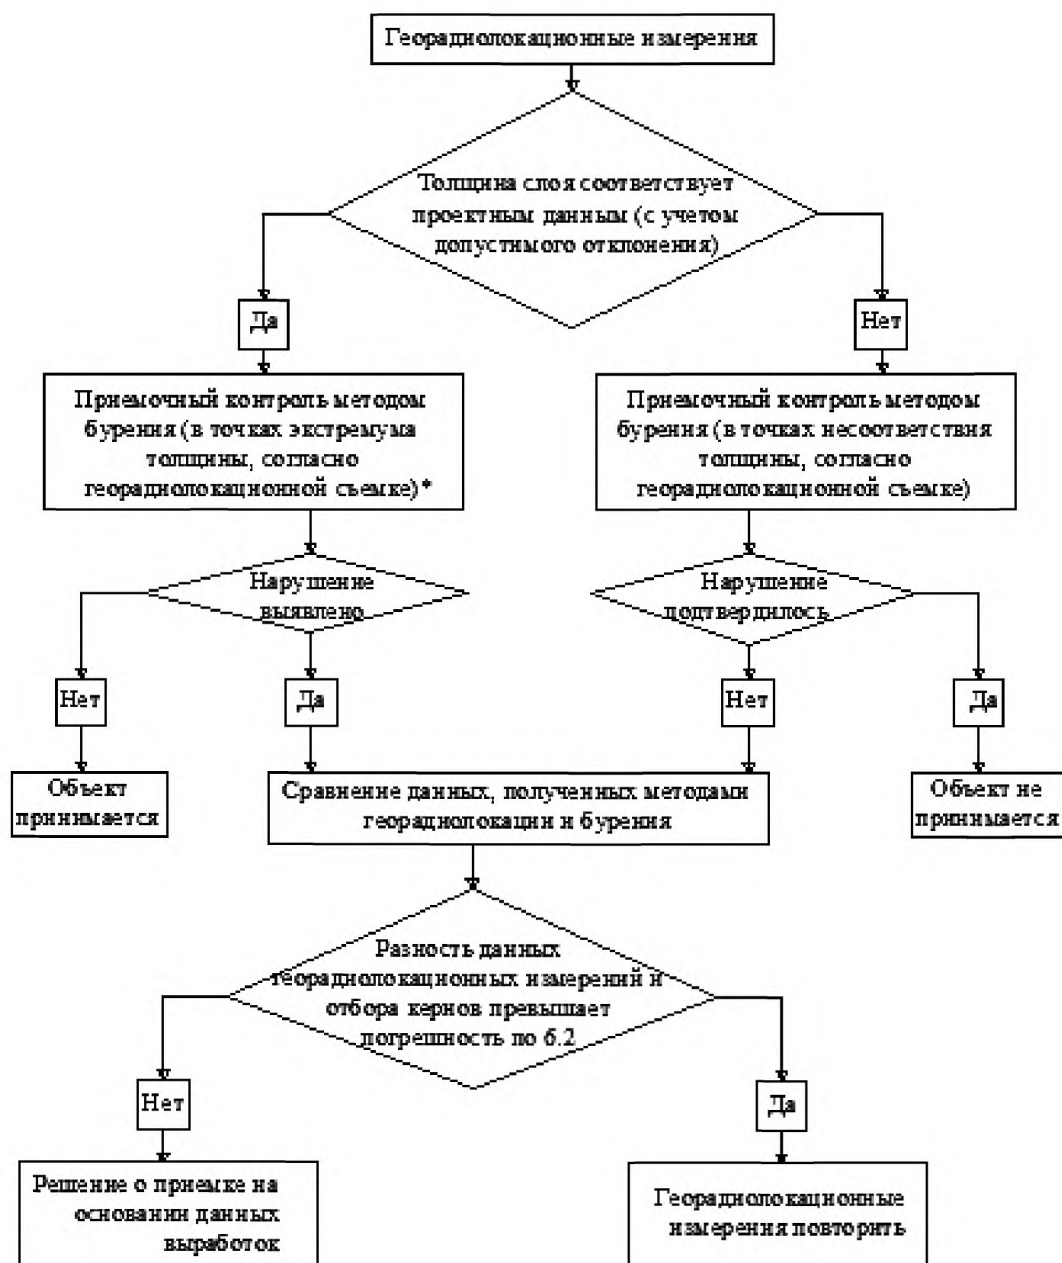 Георадиолокационные измерения
Толщина слоя соответствует
проектным данным (с учетом
допустимого отклонения)
Да
Нет
Приемочный контроль методом
бурения (в точках экстремума
толщины, согласно
георадиолокационной съемке)*
Приемочный контроль методом
бурения (в точках несоответствия
толщины, согласно
георадиолокационной съемке)
Нарушение
выявлено
Нарушение
подтвердилось
Нет
Да
Нет
Да
Объект
принимается
Сравнение данных, полученных методами
георадиолокации и бурения
Объект не
принимается
Разность данных
георадиолокационных измерений и
отбора кернов превышает
погрешность по 6.2
Нет
Да
Решение о приемке на
основании данных
выработок
Георадиолокационные
измерения повторить